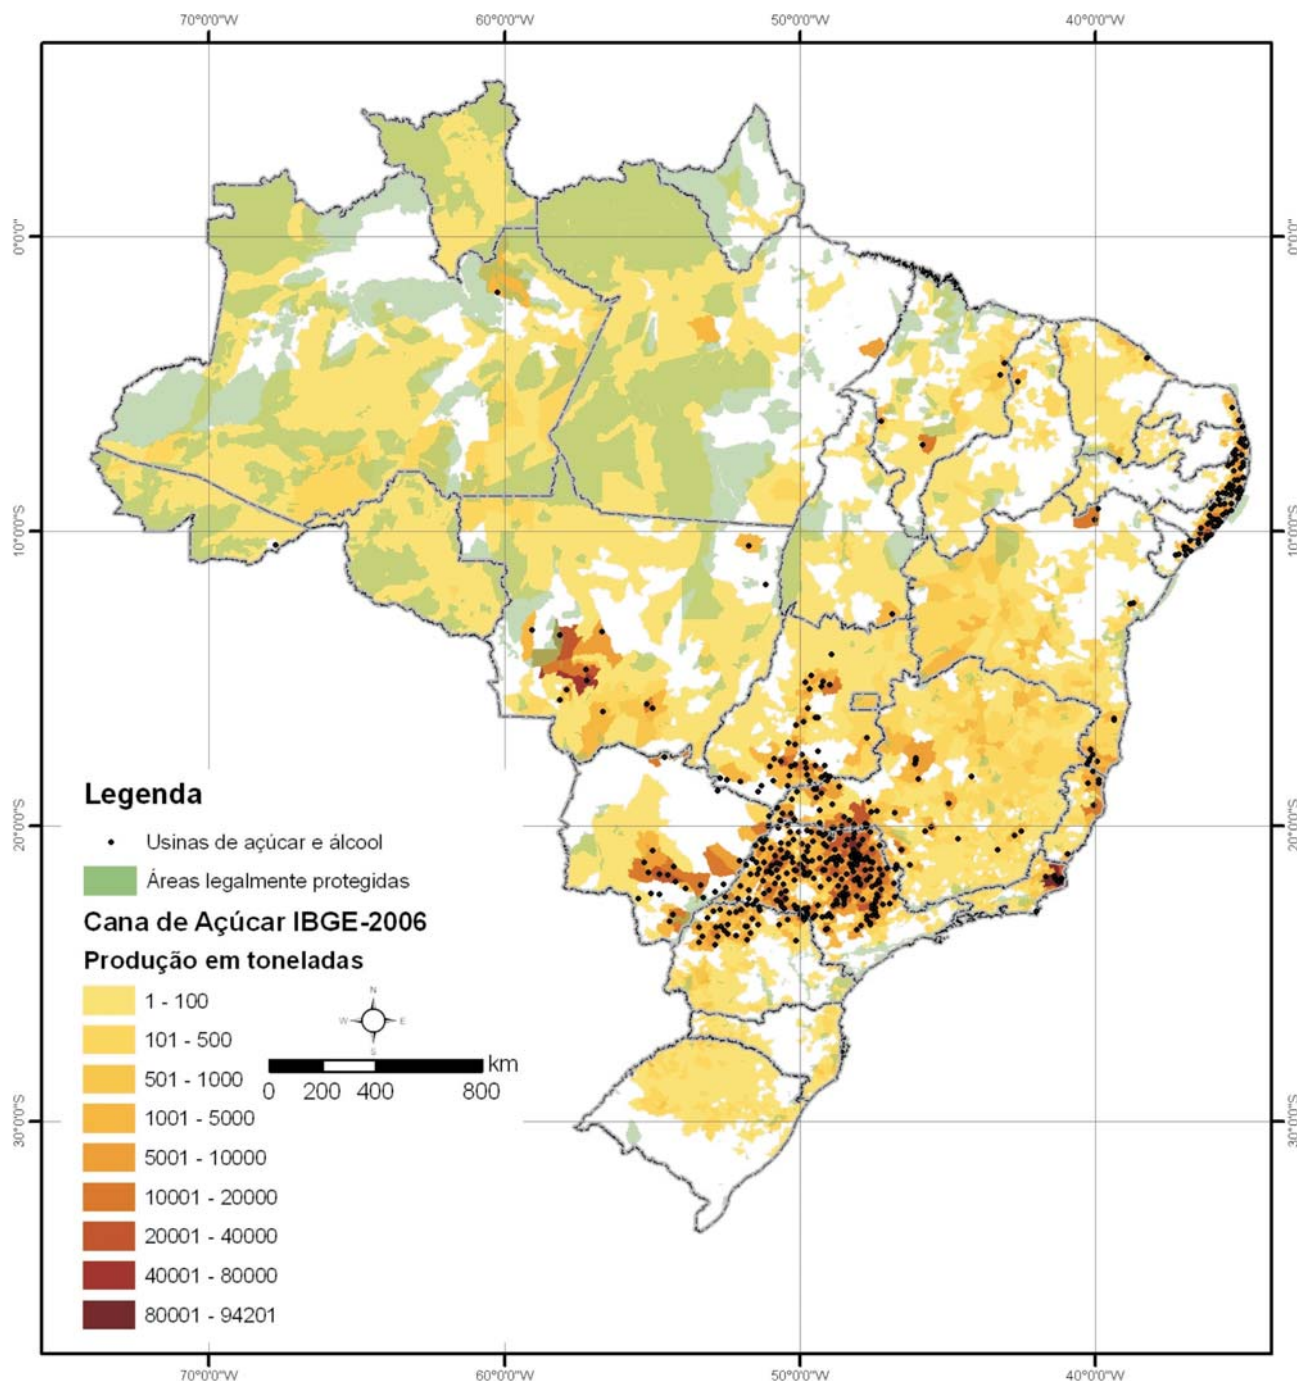 70°0'0"W 60°0'0"W 50°0'0"W 40°0'0"W
0°0'0" 0°0'0"
10°0'0"S 10°0'0"S
Legenda
20°0'0"S 20°0'0"S
Usinas de açúcar e álcool
Áreas legalmente protegidas
Cana de Açúcar IBGE-2006
Produção em toneladas
1 - 100
101 - 500
501 - 1000
1001 - 5000
5001 - 10000
10001 - 20000
20001 - 40000
40001 - 80000
80001 - 94201
N
W E
S
km
0 200 400 800
30°0'0"S 30°0'0"S
70°0'0"W 60°0'0"W 50°0'0"W 40°0'0"W